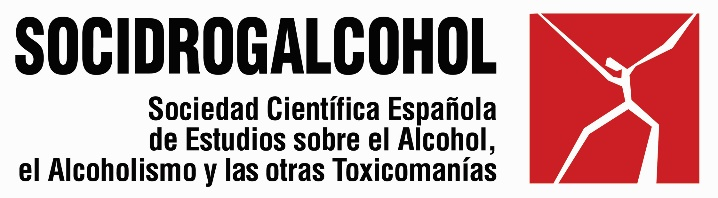 SOCIDROGALCOHOL
Sociedad Científica Española
de Estudios sobre el Alcohol,
el Alcoholismo y las otras Toxicomanías